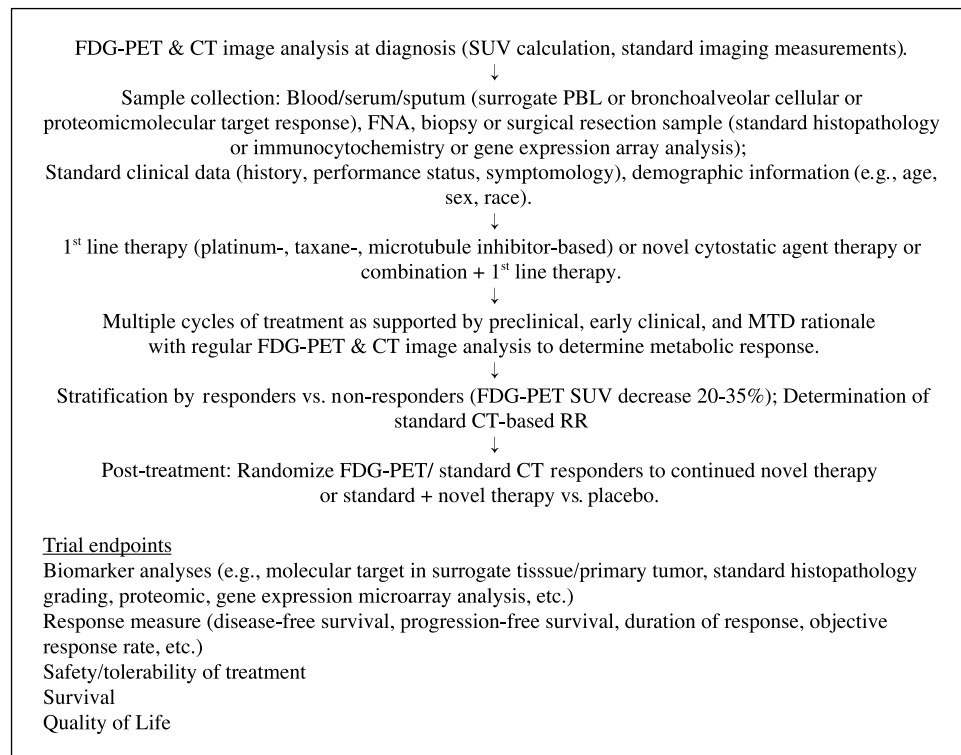 FDG-PET & CT image analysis at diagnosis (SUV calculation, standard imaging measurements).
↓
Sample collection: Blood/serum/sputum (surrogate PBL or bronchoalveolar cellular or
proteomicmolecular target response), FNA, biopsy or surgical resection sample (standard histopathology
or immunocytochemistry or gene expression array analysis);
Standard clinical data (history, performance status, symptomology), demographic information (e.g., age,
sex, race).
↓
1st line therapy (platinum-, taxane-, microtubule inhibitor-based) or novel cytostatic agent therapy or
combination + 1st line therapy.
↓
Multiple cycles of treatment as supported by preclinical, early clinical, and MTD rationale
with regular FDG-PET & CT image analysis to determine metabolic response.
↓
Stratification by responders vs. non-responders (FDG-PET SUV decrease 20-35%); Determination of
standard CT-based RR
↓
Post-treatment: Randomize FDG-PET/ standard CT responders to continued novel therapy
or standard + novel therapy vs. placebo.
Trial endpoints
Biomarker analyses (e.g., molecular target in surrogate tisssue/primary tumor, standard histopathology
grading, proteomic, gene expression microarray analysis, etc.)
Response measure (disease-free survival, progression-free survival, duration of response, objective
response rate, etc.)
Safety/tolerability of treatment
Survival
Quality of Life